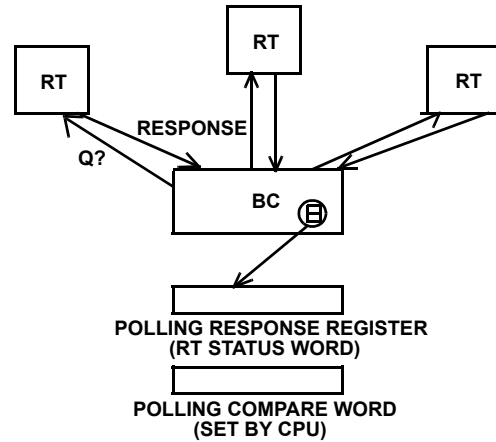 RT
RT
RT
RESPONSE
Q?
BC
POLLING RESPONSE REGISTER
(RT STATUS WORD)
POLLING COMPARE WORD
(SET BY CPU)